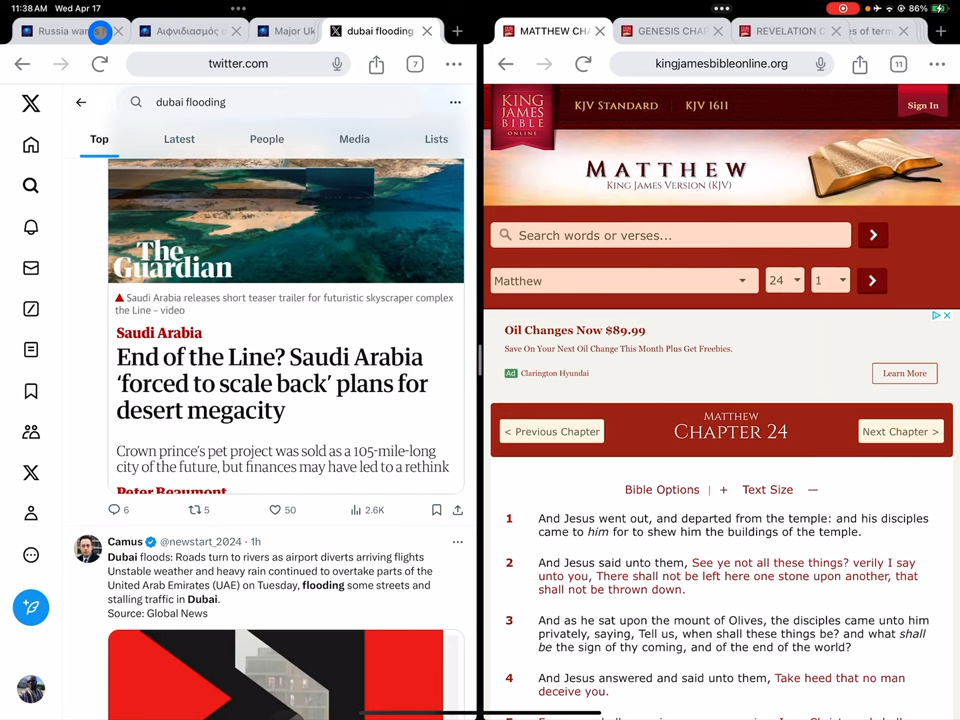 11:38 AM Wed Apr 17
86%
Russia wan
Αιφνιδιασμός
Major Uk
dubai flooding
MATTHEW CH
GENESIS CHAP
REVELATION C
es of term
twitter.com
7
kingjamesbibleonline.org
11
dubai flooding
Top
Latest
People
Media
Lists
The
Guardian
Saudi Arabia releases short teaser trailer for futuristic skyscraper complex
the Line – video
Saudi Arabia
End of the Line? Saudi Arabia
‘forced to scale back’ plans for
desert megacity
Crown prince’s pet project was sold as a 105-mile-long
city of the future, but finances may have led to a rethink
Peter Beaumont
6
5
50
2.6K
Camus @newstart_2024 · 1h
Dubai floods: Roads turn to rivers as airport diverts arriving flights
Unstable weather and heavy rain continued to overtake parts of the
United Arab Emirates (UAE) on Tuesday, flooding some streets and
stalling traffic in Dubai.
Source: Global News
KING
JAMES
BIBLE
ONLINE
KJV STANDARD
KJV 1611
Sign In
MATTHEW
KING JAMES VERSION (KJV)
Search words or verses...
Matthew
24
1
Oil Changes Now $89.99
Save On Your Next Oil Change This Month Plus Get Freebies.
Ad Clarington Hyundai
Learn More
< Previous Chapter
MATTHEW
CHAPTER 24
Next Chapter >
Bible Options | + Text Size —
1 And Jesus went out, and departed from the temple: and his disciples
came to him for to shew him the buildings of the temple.
2 And Jesus said unto them, See ye not all these things? verily I say
unto you, There shall not be left here one stone upon another, that
shall not be thrown down.
3 And as he sat upon the mount of Olives, the disciples came unto him
privately, saying, Tell us, when shall these things be? and what shall
be the sign of thy coming, and of the end of the world?
4 And Jesus answered and said unto them, Take heed that no man
deceive you.